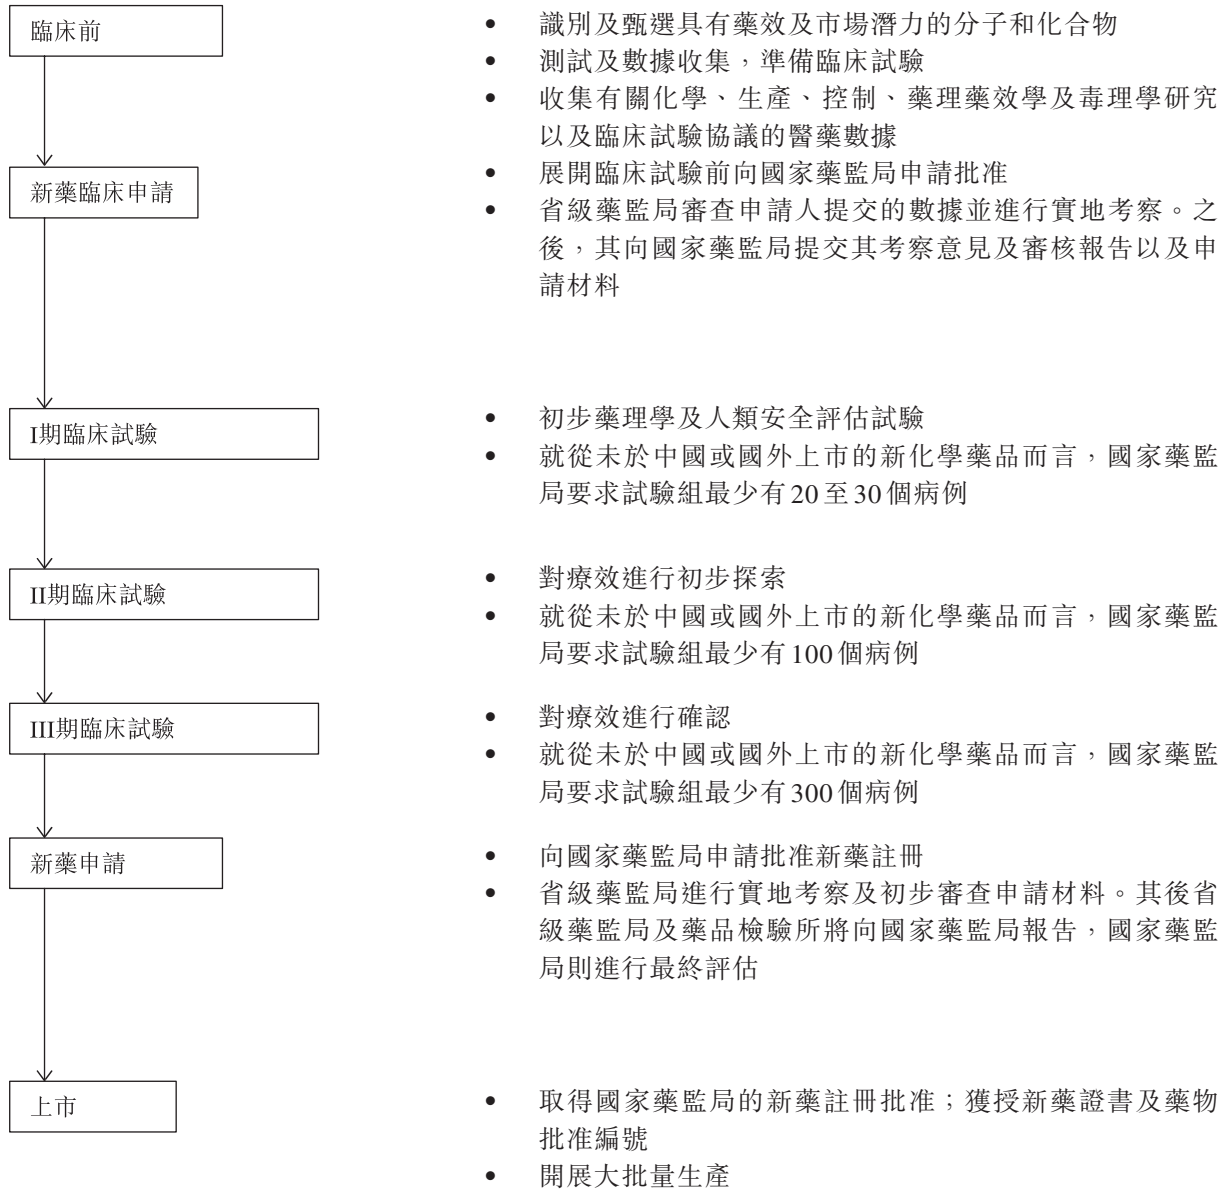 臨床前
• 識別及甄選具有藥效及市場潛力的分子和化合物
• 測試及數據收集，準備臨床試驗
• 收集有關化學、生產、控制、藥理藥效學及毒理學研究
以及臨床試驗協議的醫藥數據
新藥臨床申請
• 展開臨床試驗前向國家藥監局申請批准
• 省級藥監局審查申請人提交的數據並進行實地考察。之
後，其向國家藥監局提交其考察意見及審核報告以及申
請材料
I期臨床試驗
• 初步藥理學及人類安全評估試驗
• 就從未於中國或國外上市的新化學藥品而言，國家藥監
局要求試驗組最少有20至30個病例
II期臨床試驗
• 對療效進行初步探索
• 就從未於中國或國外上市的新化學藥品而言，國家藥監
局要求試驗組最少有100個病例
III期臨床試驗
• 對療效進行確認
• 就從未於中國或國外上市的新化學藥品而言，國家藥監
局要求試驗組最少有300個病例
新藥申請
• 向國家藥監局申請批准新藥註冊
• 省級藥監局進行實地考察及初步審查申請材料。其後省
級藥監局及藥品檢驗所將向國家藥監局報告，國家藥監
局則進行最終評估
上市
• 取得國家藥監局的新藥註冊批准；獲授新藥證書及藥物
批准編號
• 開展大批量生產